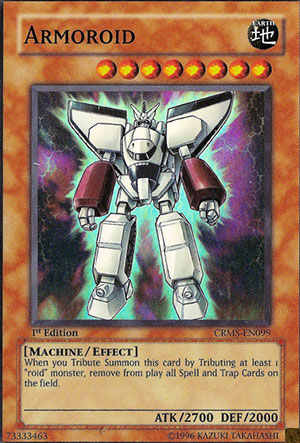 ARMOROID
EARTH
地
1st Edition
CRMS-EN099
[MACHINE/EFFECT]
When you Tribute Summon this card by Tributing at least 1
"roid" monster, remove from play all Spell and Trap Cards on
the field.
ATK/2700 DEF/2000
73333463
©1996 KAZUKI TAKAHASHI